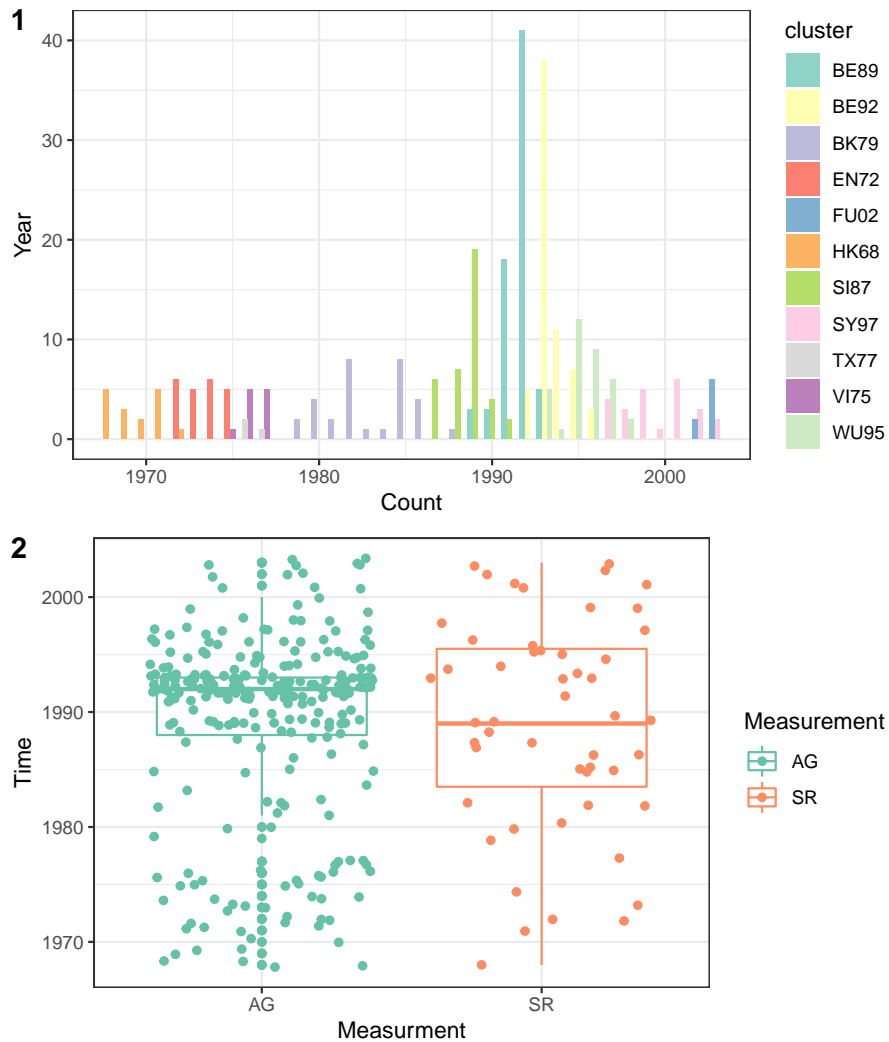 1
40
30
20
10
0
Year
1970 1980 1990 2000
Count
cluster
BE89
BE92
BK79
EN72
FU02
HK68
SI87
SY97
TX77
VI75
WU95
2
2000
1990
1980
1970
Time
AG SR
Measurment
Measurement
AG
SR